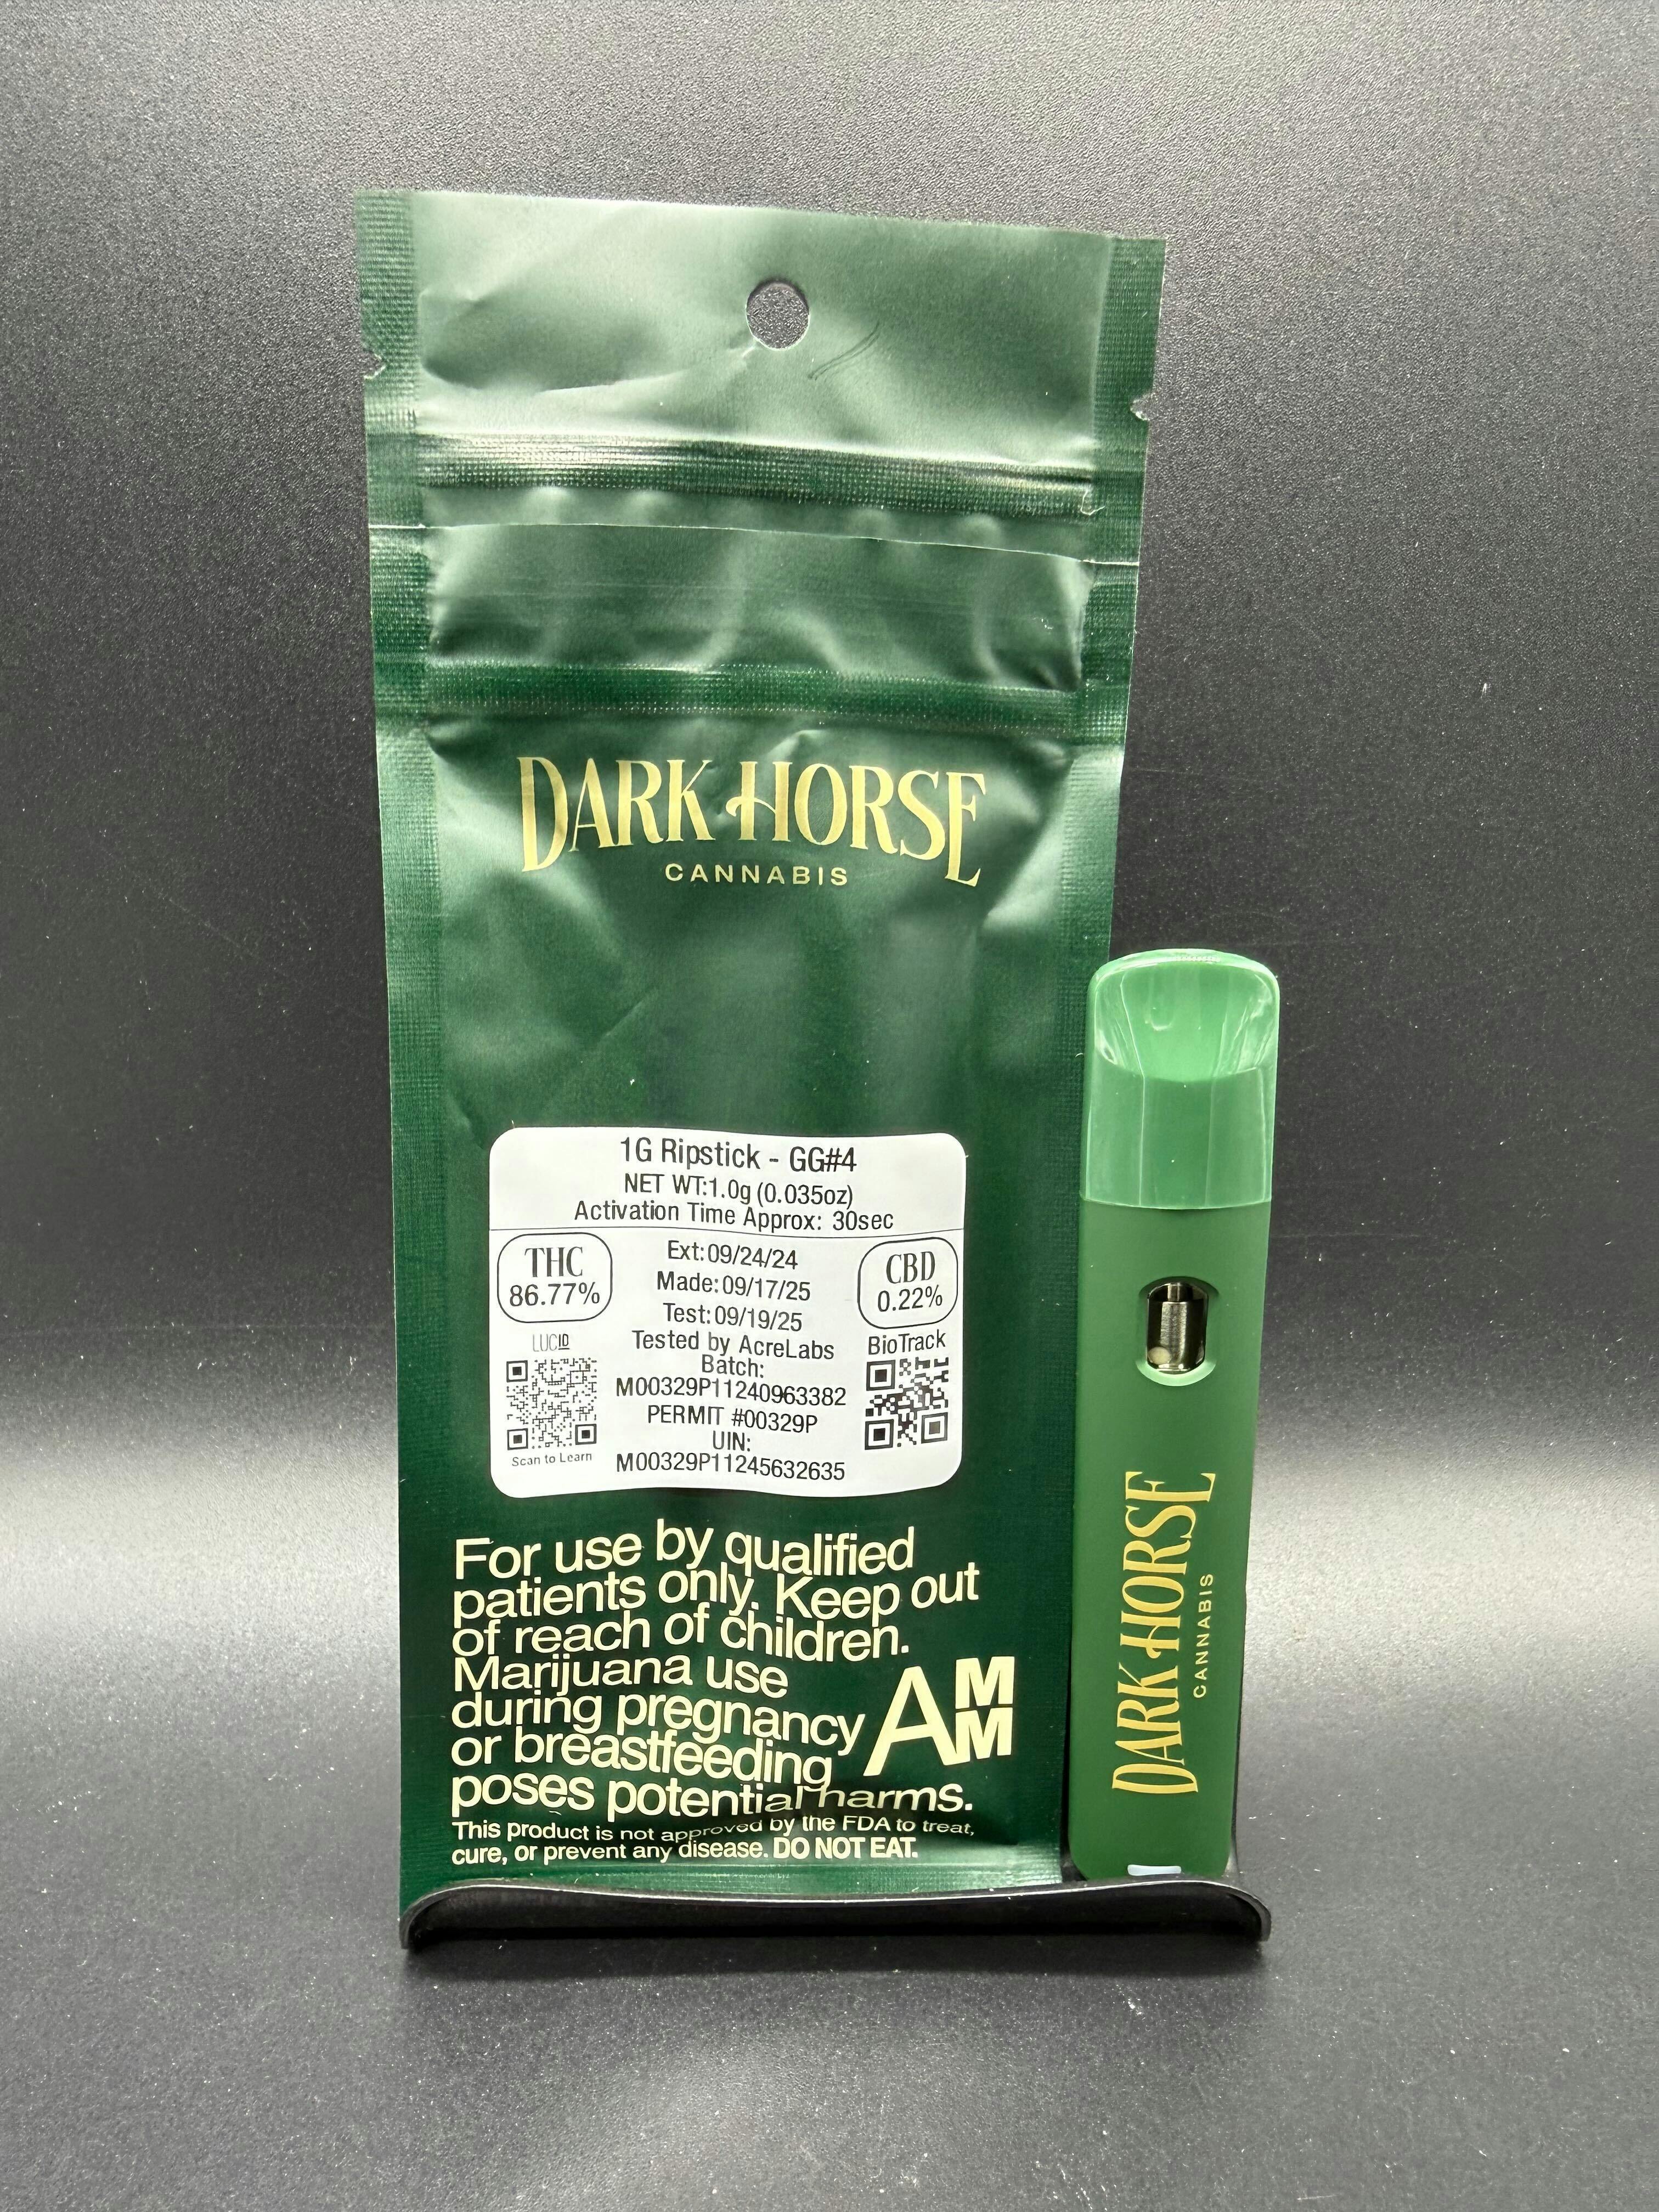 DARK HORSE
CANNABIS
1G Ripstick - GG#4
NET WT:1.0g (0.035oz)
Activation Time Approx: 30sec
THC
86.77%
Ext:09/24/24
Made:09/17/25
Test:09/19/25
CBD
0.22%
LUCID
Scan to Learn
Tested by AcreLabs
Batch:
M00329P11240963382
PERMIT #00329P
UIN:
M00329P11245632635
BioTrack
For use by qualified
patients only. Keep out
of reach of children.
Marijuana use
during pregnancy
or breastfeeding
poses potential harms.
AMM
This product is not approved by the FDA to treat,
cure, or prevent any disease. DO NOT EAT.
DARK HORSE
CANNABIS